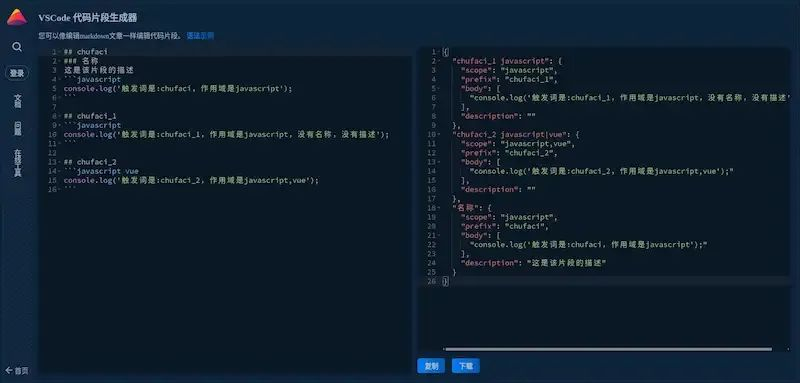 VSCode 代码片段生成器
您可以像编辑markdown文章一样编辑代码片段。 语法示例
登录
文档
问题
在线工具
首页
1 ## chufaci
2 ### 名称
3 这是该片段的描述
4 ```javascript
5 console.log('触发词是:chufaci，作用域是javascript');
6 ```
7
8 ## chufaci_1
9 ```javascript
10 console.log('触发词是:chufaci_1，作用域是javascript，没有名称，没有描述');
11 ```
12
13 ## chufaci_2
14 ```javascript vue
15 console.log('触发词是:chufaci_2，作用域是javascript,vue');
16 ```
1 {
2 "chufaci_1 javascript": {
3 "scope": "javascript",
4 "prefix": "chufaci_1",
5 "body": [
6 "console.log('触发词是:chufaci_1，作用域是javascript，没有名称，没有描述
7 ],
8 "description": ""
9 },
10 "chufaci_2 javascript|vue": {
11 "scope": "javascript,vue",
12 "prefix": "chufaci_2",
13 "body": [
14 "console.log('触发词是:chufaci_2，作用域是javascript,vue');"
15 ],
16 "description": ""
17 },
18 "名称": {
19 "scope": "javascript",
20 "prefix": "chufaci",
21 "body": [
22 "console.log('触发词是:chufaci，作用域是javascript');"
23 ],
24 "description": "这是该片段的描述"
25 }
26 }
复制
下载